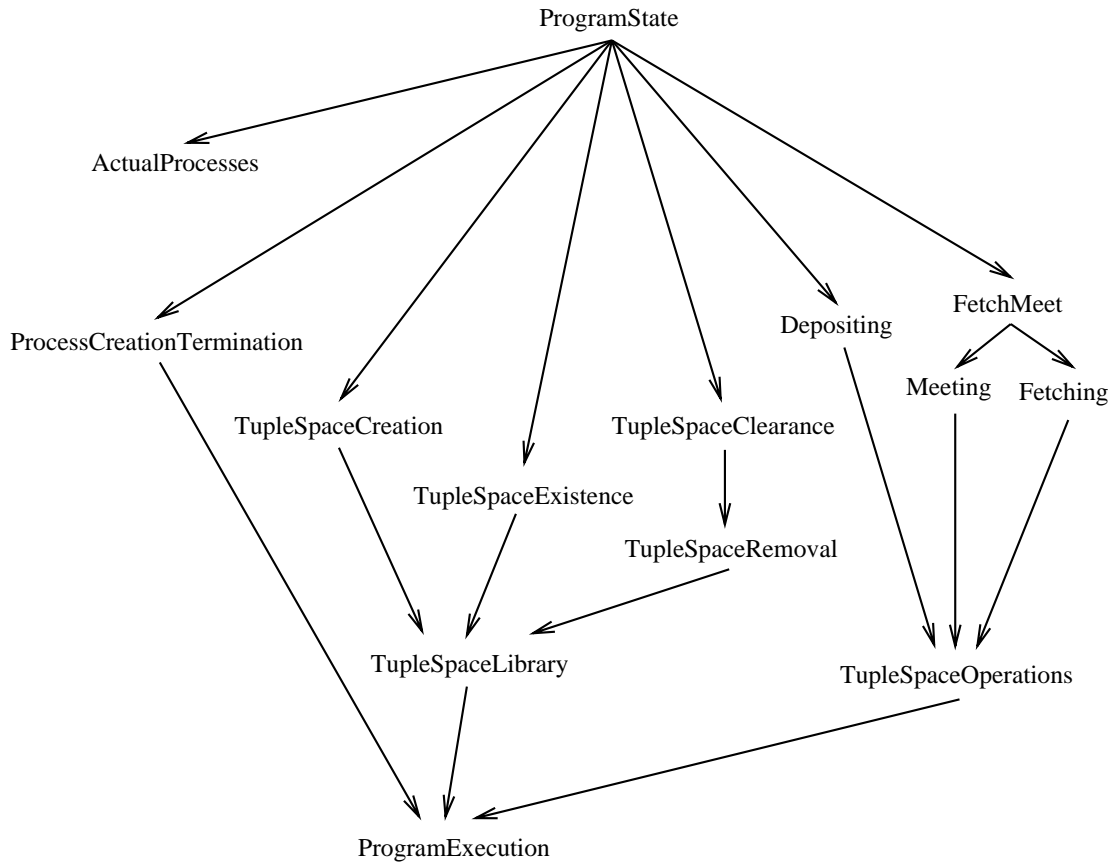 ProgramState
ActualProcesses
FetchMeet
Depositing
ProcessCreationTermination
Meeting
Fetching
TupleSpaceCreation
TupleSpaceClearance
TupleSpaceExistence
TupleSpaceRemoval
TupleSpaceLibrary
TupleSpaceOperations
ProgramExecution